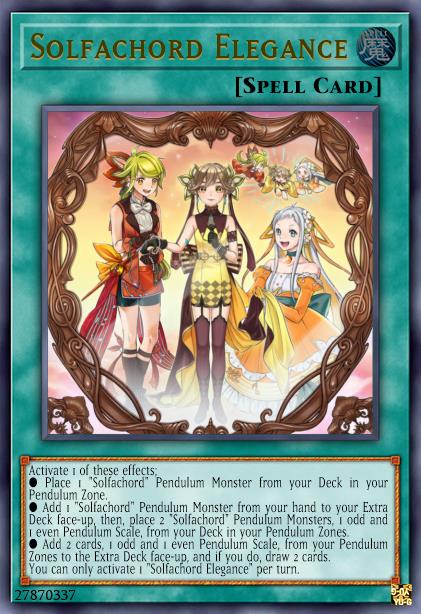 Solfachord Elegance 魔
[Spell Card]
Activate 1 of these effects;
● Place 1 "Solfachord" Pendulum Monster from your Deck in your
Pendulum Zone.
● Add 1 "Solfachord" Pendulum Monster from your hand to your Extra
Deck face-up, then, place 2 "Solfachord" Pendulum Monsters, 1 odd and
1 even Pendulum Scale, from your Deck in your Pendulum Zones.
● Add 2 cards, 1 odd and 1 even Pendulum Scale, from your Pendulum
Zones to the Extra Deck face-up, and if you do, draw 2 cards.
You can only activate 1 "Solfachord Elegance" per turn.
27870337